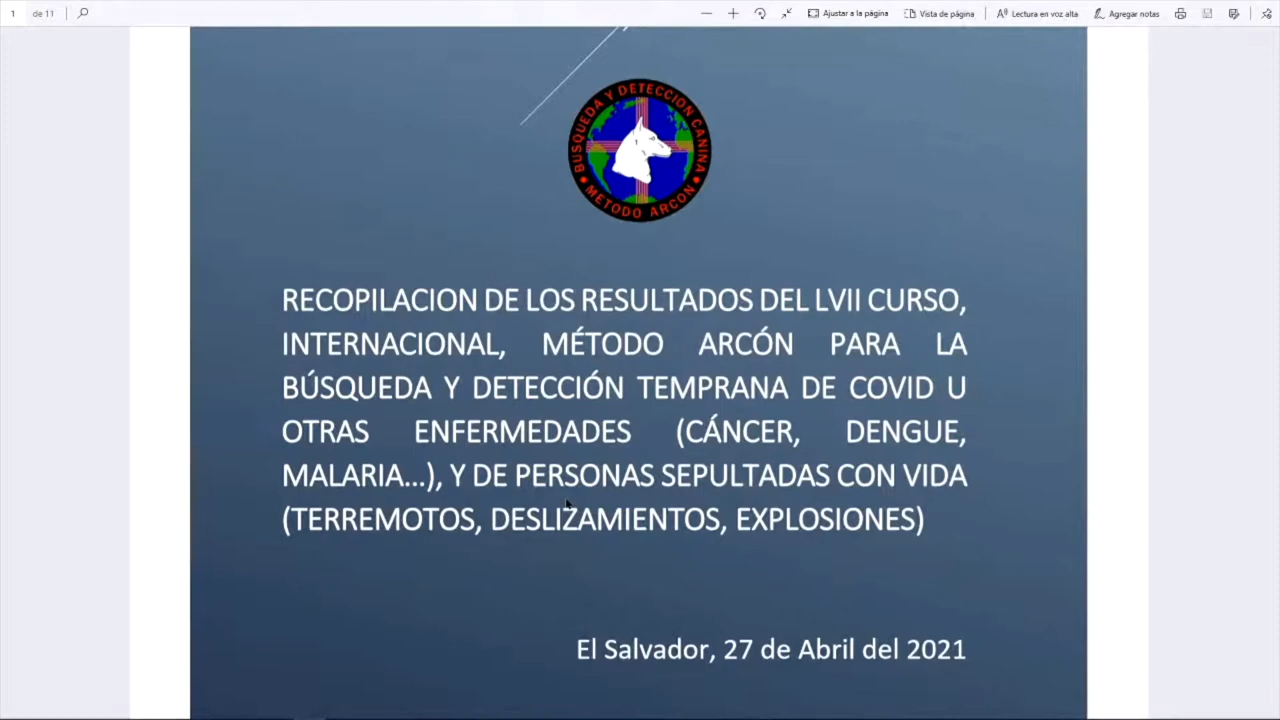 1 de 11 Ajustar a la página Vista de página Lectura en voz alta Agregar notas
BUSQUEDA Y DETECCION CANINA
METODO ARCON
RECOPILACION DE LOS RESULTADOS DEL LVII CURSO,
INTERNACIONAL, MÉTODO ARCÓN PARA LA
BÚSQUEDA Y DETECCIÓN TEMPRANA DE COVID U
OTRAS ENFERMEDADES (CÁNCER, DENGUE,
MALARIA...), Y DE PERSONAS SEPULTADAS CON VIDA
(TERREMOTOS, DESLIZAMIENTOS, EXPLOSIONES)
El Salvador, 27 de Abril del 2021